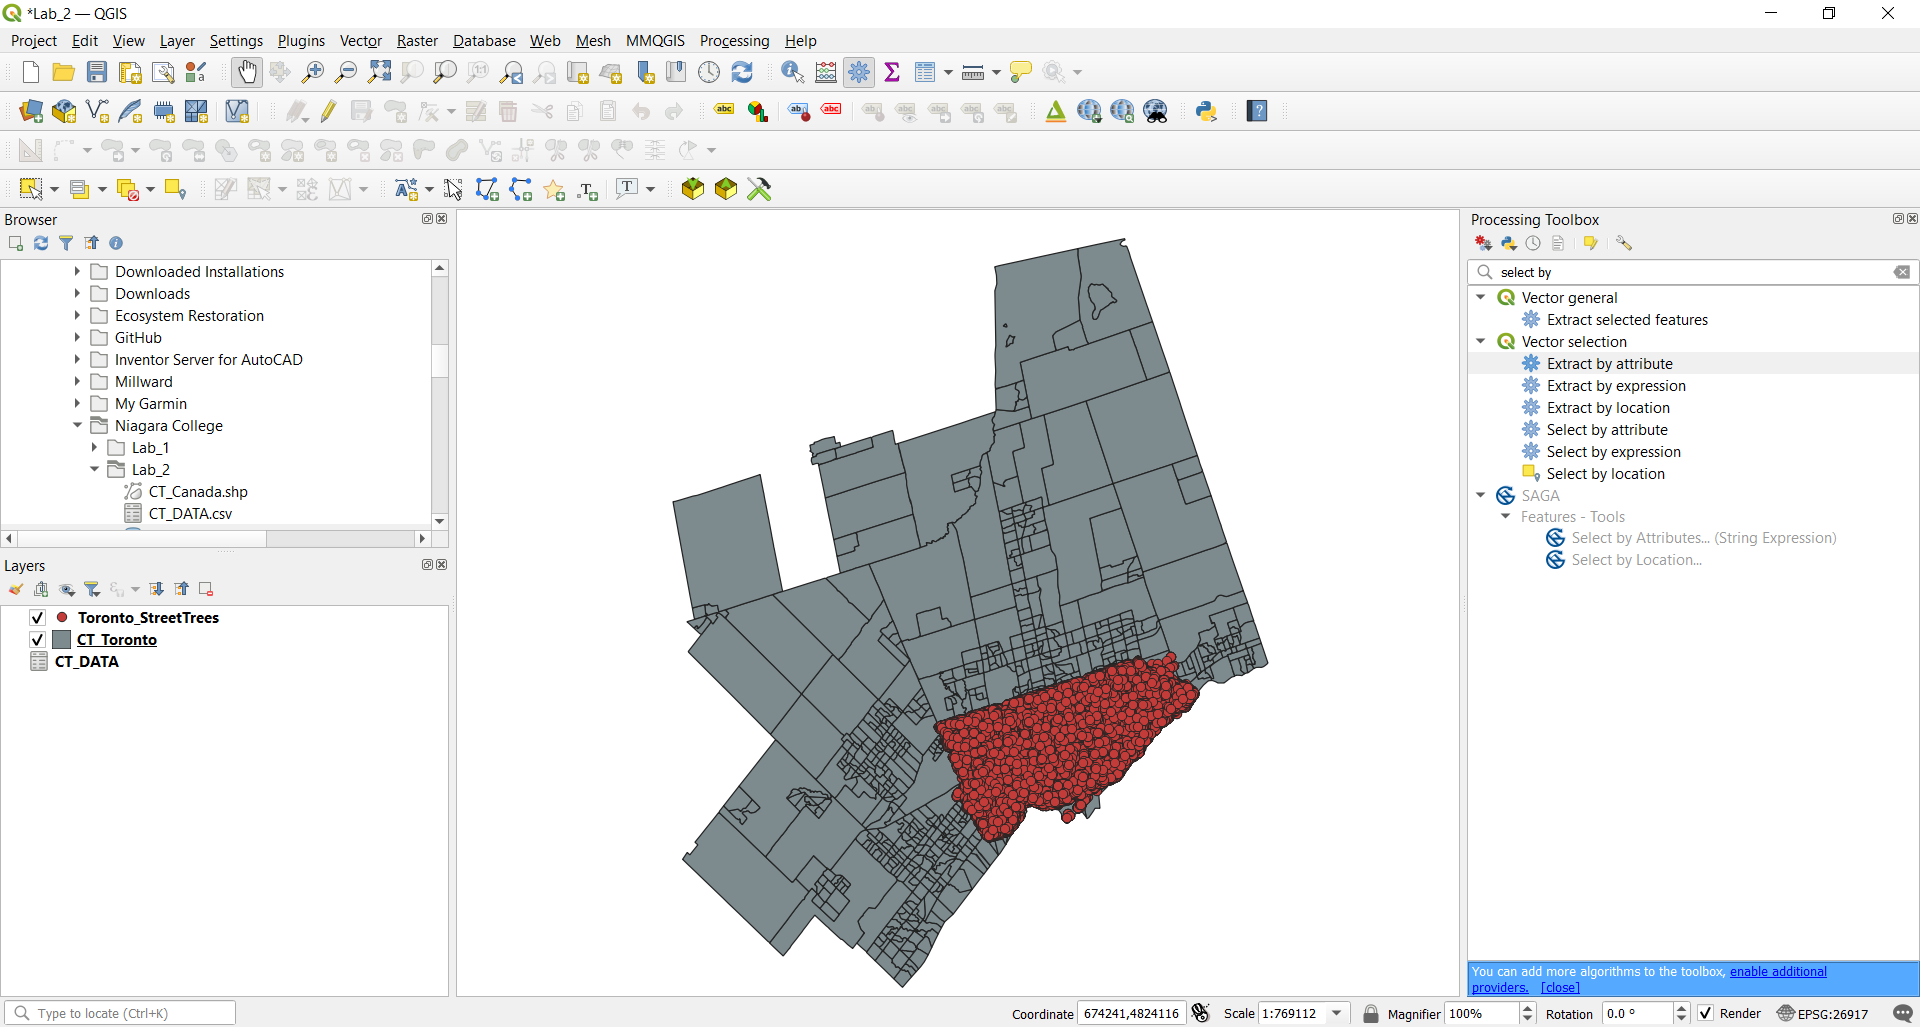 *Lab_2 — QGIS
Project Edit View Layer Settings Plugins Vector Raster Database Web Mesh MMQGIS Processing Help
Browser
Downloaded Installations
Downloads
Ecosystem Restoration
GitHub
Inventor Server for AutoCAD
Millward
My Garmin
Niagara College
Lab_1
Lab_2
CT_Canada.shp
CT_DATA.csv
Layers
Toronto_StreetTrees
CT_Toronto
CT_DATA
Processing Toolbox
select by
Vector general
Extract selected features
Vector selection
Extract by attribute
Extract by expression
Extract by location
Select by attribute
Select by expression
Select by location
SAGA
Features - Tools
Select by Attributes... (String Expression)
Select by Location...
You can add more algorithms to the toolbox, enable additional
providers. [close]
Type to locate (Ctrl+K) Coordinate 674241,4824116 Scale 1:769112 Magnifier 100% Rotation 0.0 ° Render EPSG:26917